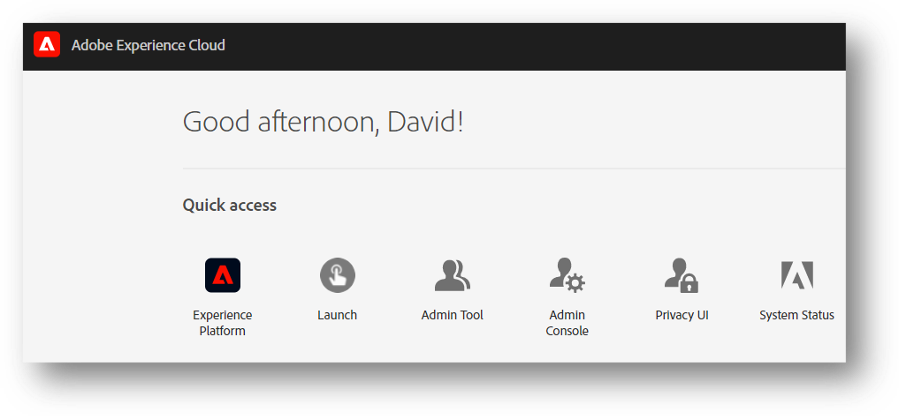 Adobe Experience Cloud
Good afternoon, David!
Quick access
Experience Platform
Launch
Admin Tool
Admin Console
Privacy UI
System Status